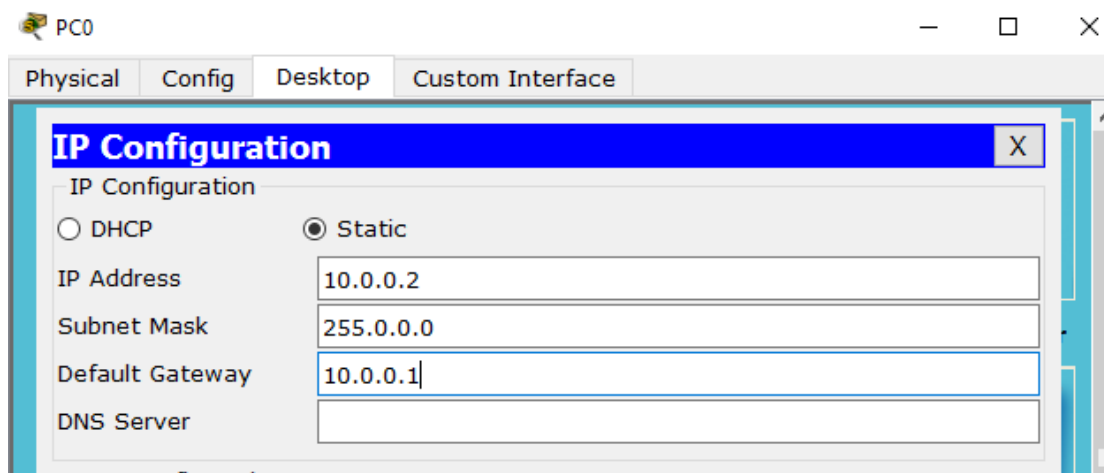 PC0
Physical Config Desktop Custom Interface
IP Configuration X
IP Configuration
DHCP Static
IP Address 10.0.0.2
Subnet Mask 255.0.0.0
Default Gateway 10.0.0.1
DNS Server